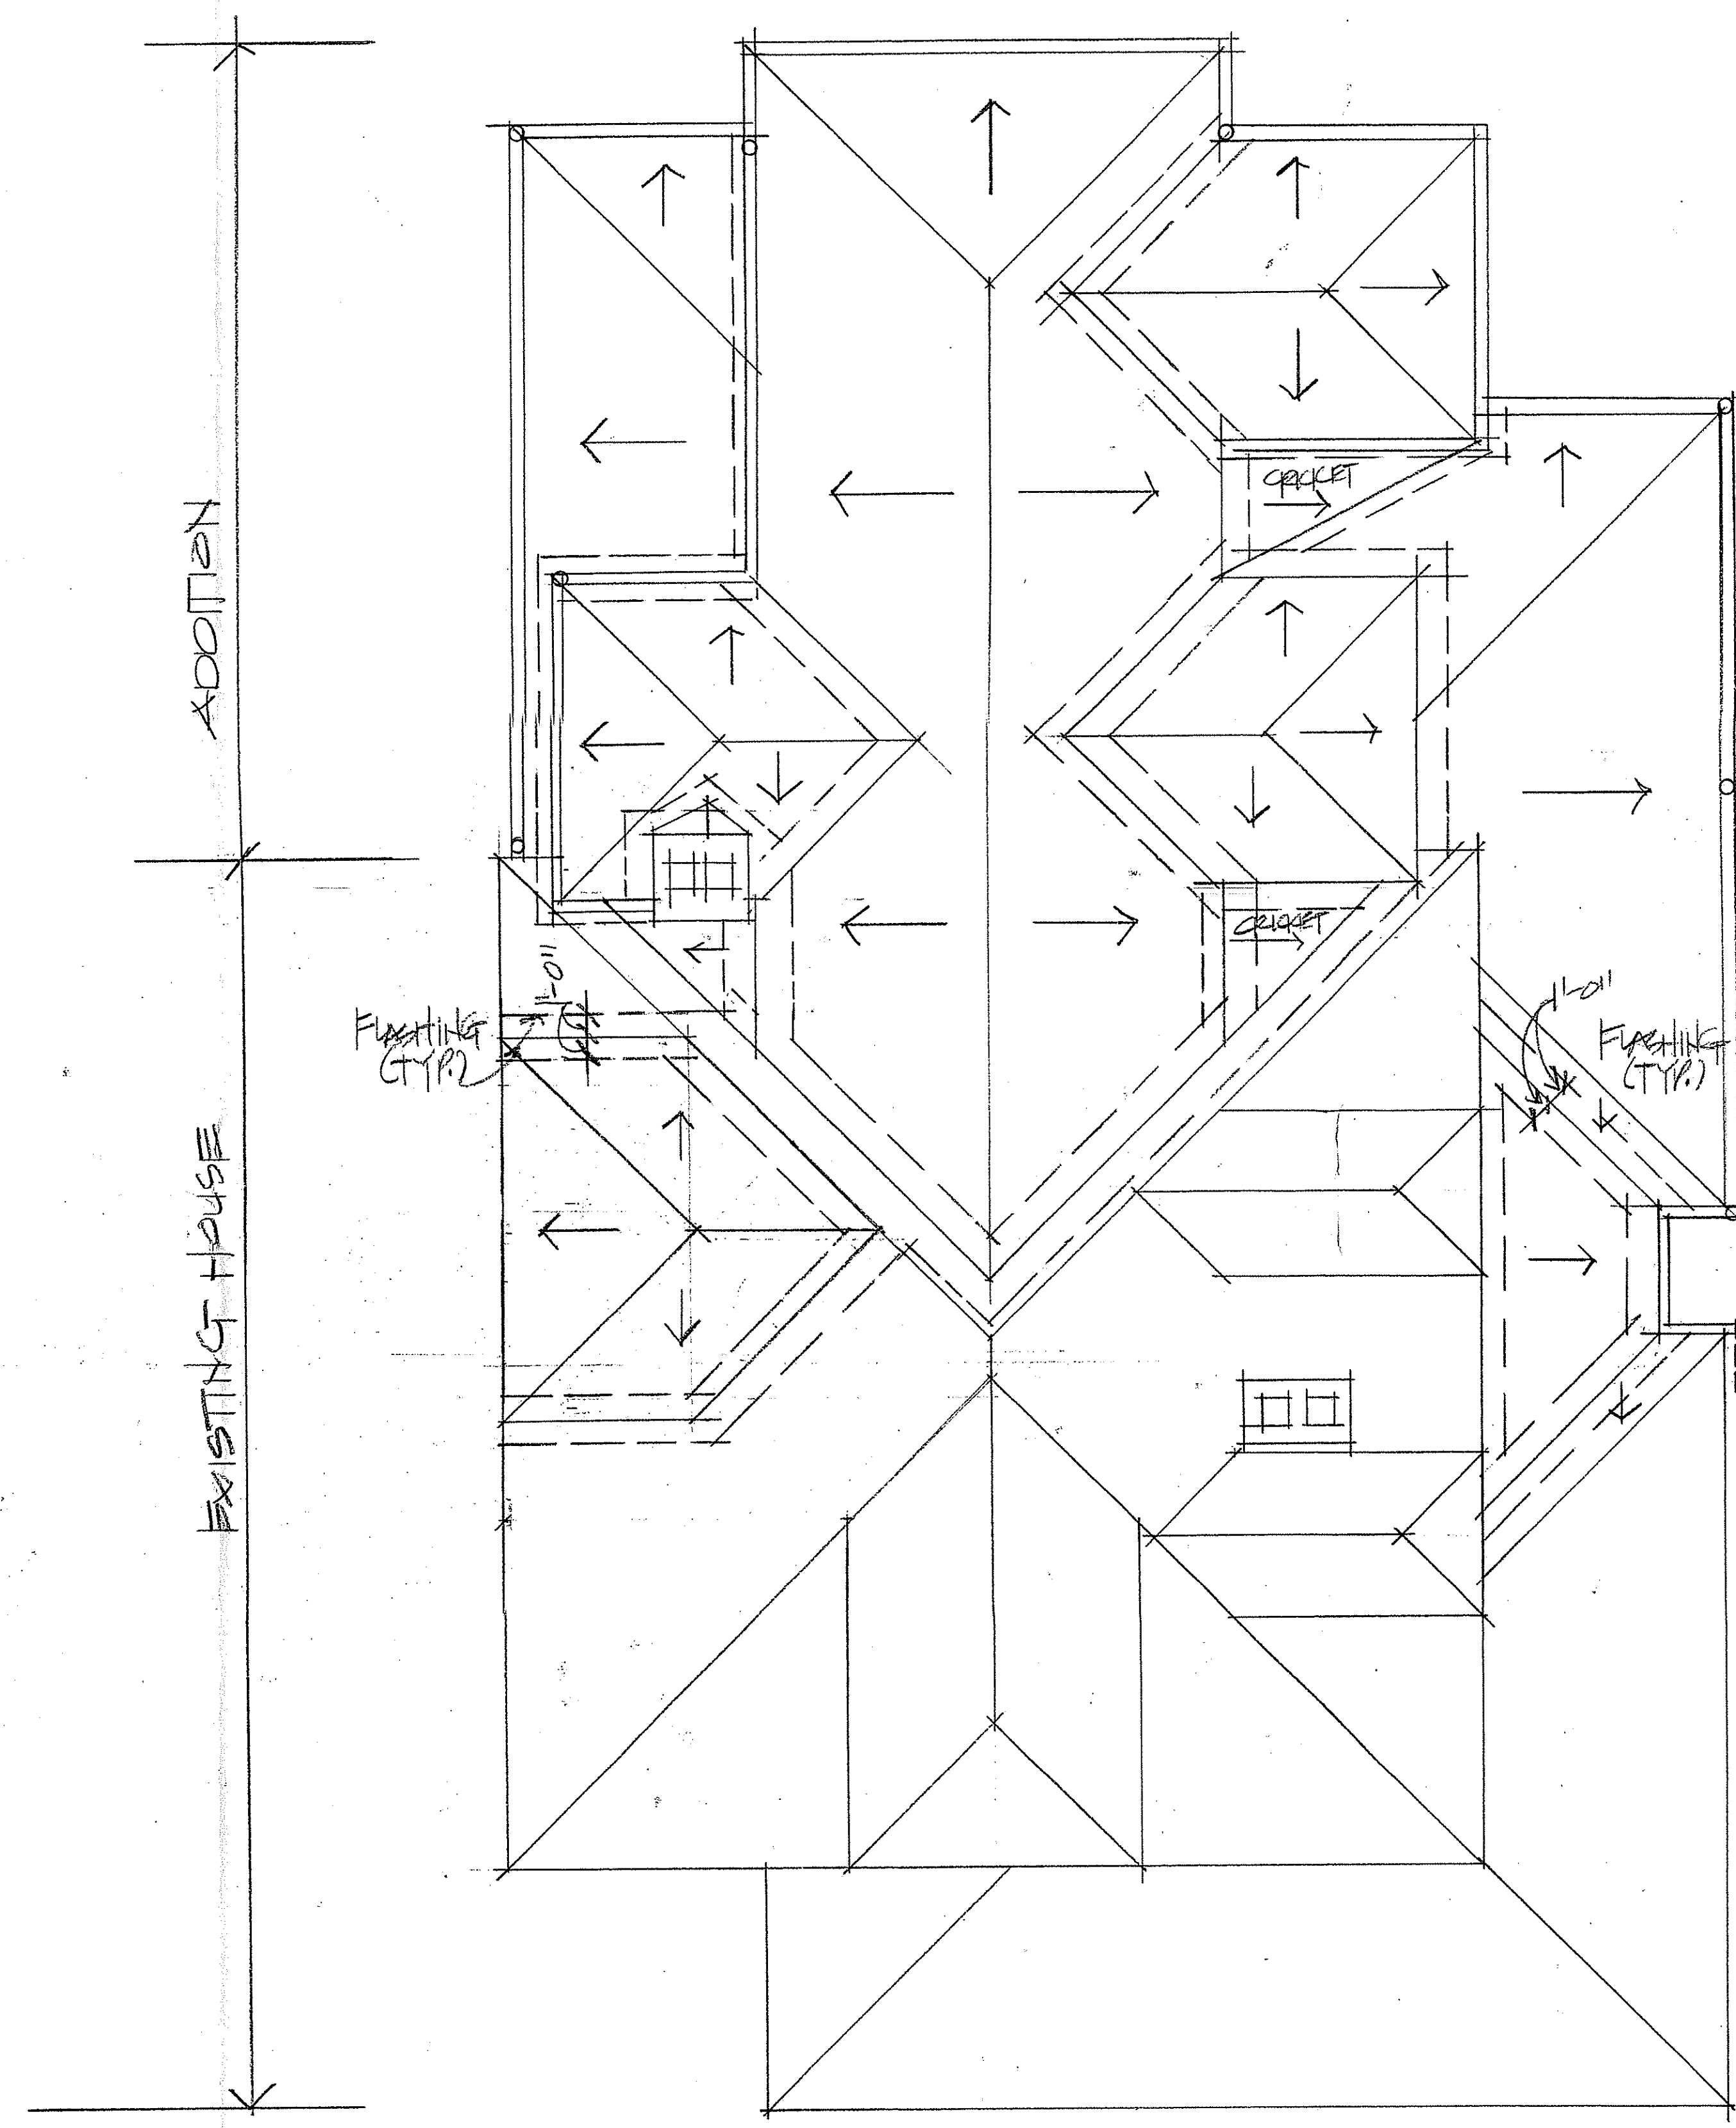 ADDITION
CRICKET
CRICKET
1'-0"
FLASHING
(TYP.)
1'-0"
FLASHING
(TYP.)
EXISTING HOUSE